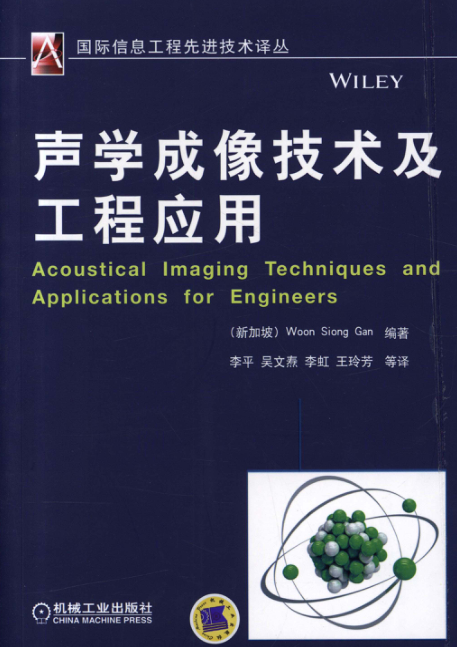 国际信息工程先进技术译丛
WILEY
声学成像技术及
工程应用
Acoustical Imaging Techniques and
Applications for Engineers
(新加坡) Woon Siong Gan 编著
李平 吴文焘 李虹 王玲芳 等译
机械工业出版社
CHINA MACHINE PRESS